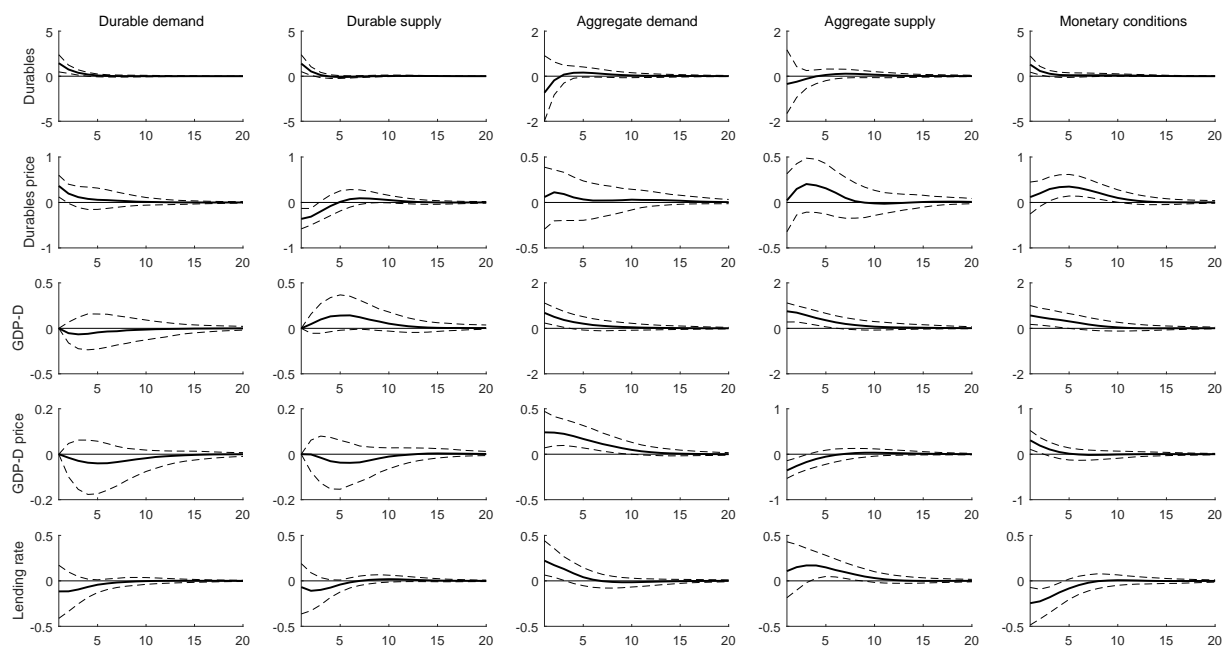 Durable demand Durable supply Aggregate demand Aggregate supply Monetary conditions
5 5 2 2 5
Durables 0 0 0 0 0
-5 -5 -2 -2 -5
5 10 15 20 5 10 15 20 5 10 15 20 5 10 15 20 5 10 15 20
1 1 0.5 0.5 1
Durables price 0 0 0 0 0
-1 -1 -0.5 -0.5 -1
5 10 15 20 5 10 15 20 5 10 15 20 5 10 15 20 5 10 15 20
0.5 0.5 2 2 2
GDP-D 0 0 0 0 0
-0.5 -0.5 -2 -2 -2
5 10 15 20 5 10 15 20 5 10 15 20 5 10 15 20 5 10 15 20
0.2 0.2 0.5 1 1
GDP-D price 0 0 0 0 0
-0.2 -0.2 -0.5 -1 -1
5 10 15 20 5 10 15 20 5 10 15 20 5 10 15 20 5 10 15 20
0.5 0.5 0.5 0.5 0.5
Lending rate 0 0 0 0 0
-0.5 -0.5 -0.5 -0.5 -0.5
5 10 15 20 5 10 15 20 5 10 15 20 5 10 15 20 5 10 15 20